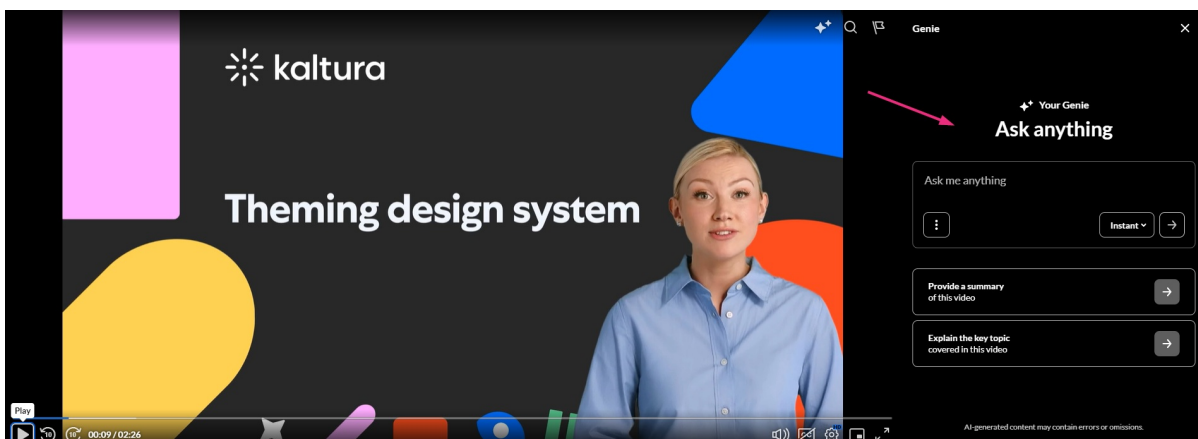 kaltura
Theming design system
Play
10
10
00:09 / 02:26
Genie
Your Genie
Ask anything
Ask me anything
Instant
Provide a summary
of this video
Explain the key topic
covered in this video
AI-generated content may contain errors or omissions.